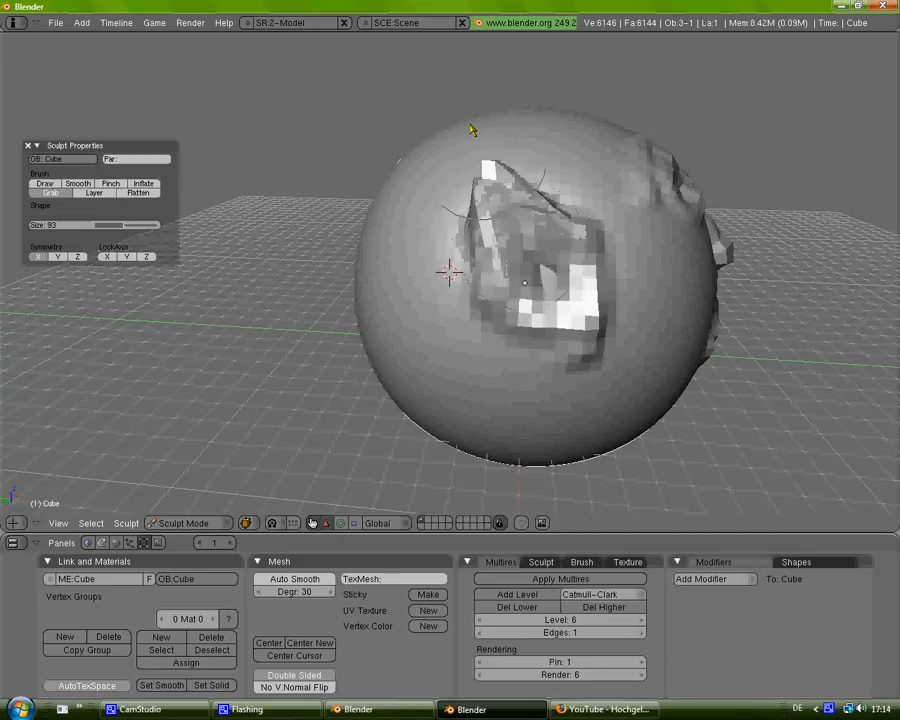 Blender
File Add Timeline Game Render Help SR:2-Model SCE:Scene www.blender.org 249.2 Ve:6146 | Fa:6144 | Ob:3-1 | La:1 | Mem:8.42M (0.09M) | Time: | Cube
Sculpt Properties
OB: Cube Par:
Brush
Draw Smooth Pinch Inflate
Grab Layer Flatten
Shape
Size: 93
Symmetry LockAxis
X Y Z X Y Z
z
(1) Cube
View Select Sculpt Sculpt Mode Global
Panels 1
Link and Materials Mesh Multires Sculpt Brush Texture Modifiers Shapes
ME:Cube F OB:Cube Auto Smooth TexMesh: Apply Multires Add Modifier To: Cube
Vertex Groups Degr: 30 Sticky Make Add Level Catmull-Clark
Del Lower Del Higher
0 Mat 0 ? UV Texture New Level: 6
New Delete New Delete Center Center New Vertex Color New Edges: 1
Copy Group Select Deselect Center Cursor Rendering
Assign Pin: 1
Double Sided Render: 6
AutoTexSpace Set Smooth Set Solid No V.Normal Flip
CamStudio Flashing Blender Blender YouTube - Hochgel... DE 17:14